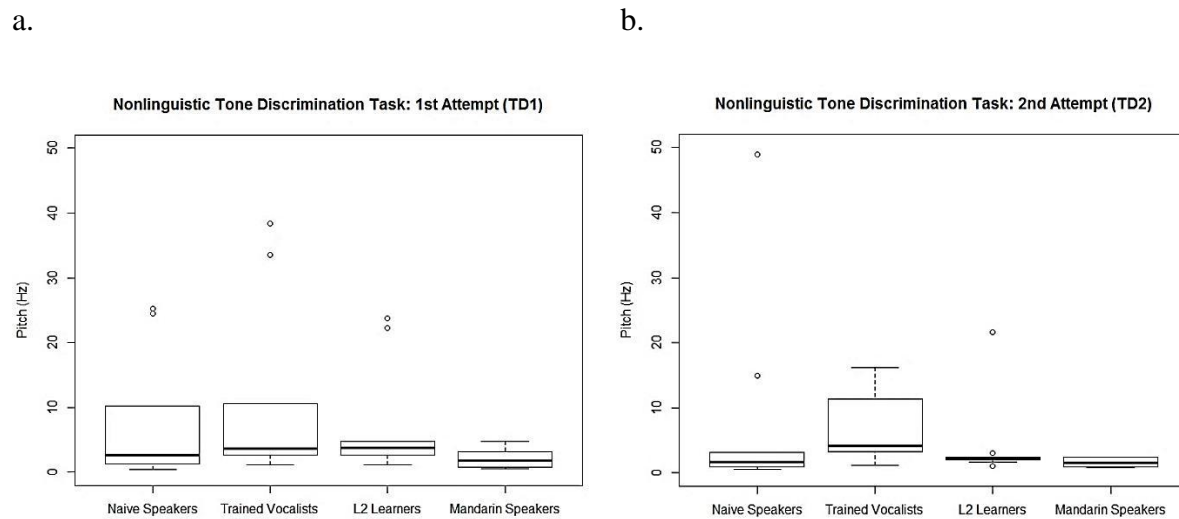 a.
b.
Nonlinguistic Tone Discrimination Task: 1st Attempt (TD1)
50
40
30
20
10
0
Pitch (Hz)
Naive Speakers Trained Vocalists L2 Learners Mandarin Speakers
Nonlinguistic Tone Discrimination Task: 2nd Attempt (TD2)
50
40
30
20
10
0
Pitch (Hz)
Naive Speakers Trained Vocalists L2 Learners Mandarin Speakers